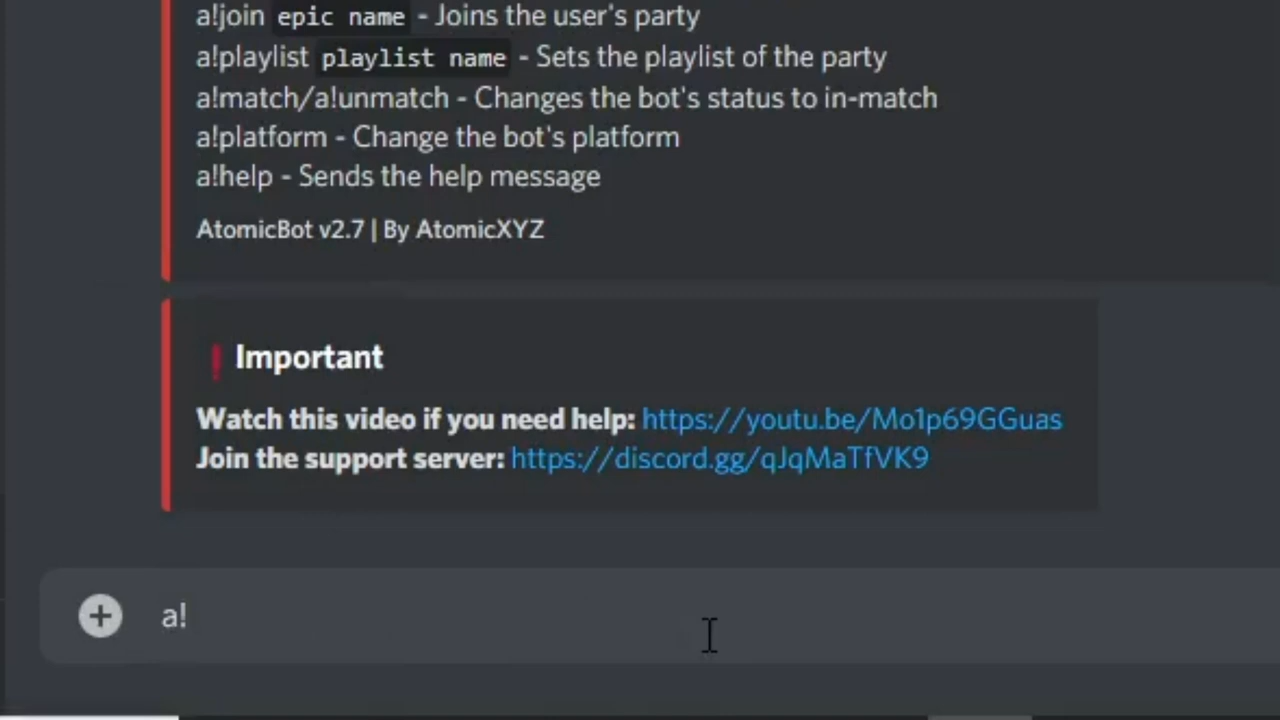 a!join epic name - Joins the user's party
a!playlist playlist name - Sets the playlist of the party
a!match/a!unmatch - Changes the bot's status to in-match
a!platform - Change the bot's platform
a!help - Sends the help message
AtomicBot v2.7 | By AtomicXYZ
❗ Important
Watch this video if you need help: https://youtu.be/Mo1p69GGuas
Join the support server: https://discord.gg/qJqMaTfVK9
a!